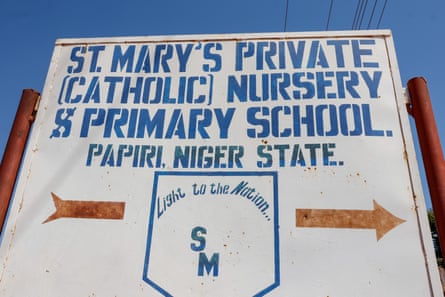 ST. MARY'S PRIVATE
(CATHOLIC) NURSERY
& PRIMARY SCHOOL.
PAPIRI, NIGER STATE.
Light to the Nation...
S
M